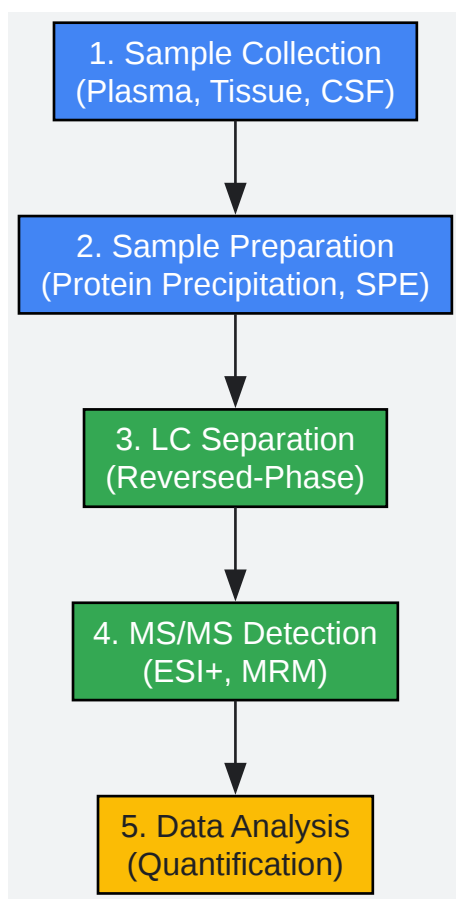 1. Sample Collection
(Plasma, Tissue, CSF)
2. Sample Preparation
(Protein Precipitation, SPE)
3. LC Separation
(Reversed-Phase)
4. MS/MS Detection
(ESI+, MRM)
5. Data Analysis
(Quantification)